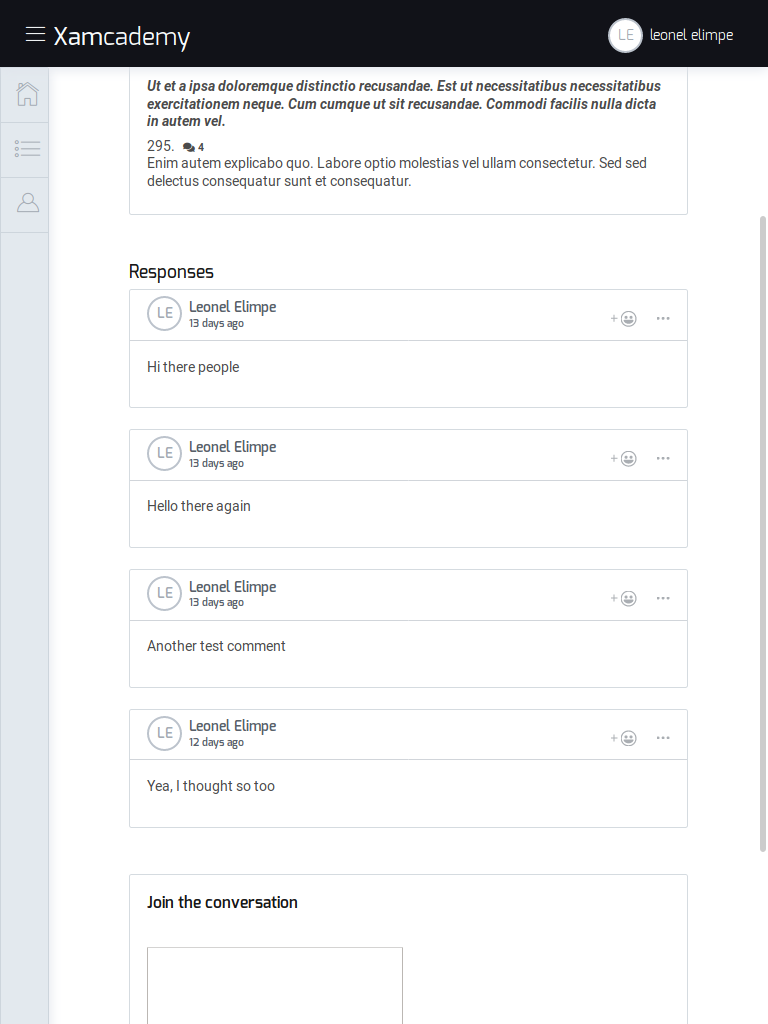 Xamcademy
LE leonel elimpe
Ut et a ipsa doloremque distinctio recusandae. Est ut necessitatibus necessitatibus
exercitationem neque. Cum cumque ut sit recusandae. Commodi facilis nulla dicta
in autem vel.
295. 4
Enim autem explicabo quo. Labore optio molestias vel ullam consectetur. Sed sed
delectus consequatur sunt et consequatur.
Responses
LE Leonel Elimpe
13 days ago
+
Hi there people
LE Leonel Elimpe
13 days ago
+
Hello there again
LE Leonel Elimpe
13 days ago
+
Another test comment
LE Leonel Elimpe
12 days ago
+
Yea, I thought so too
Join the conversation